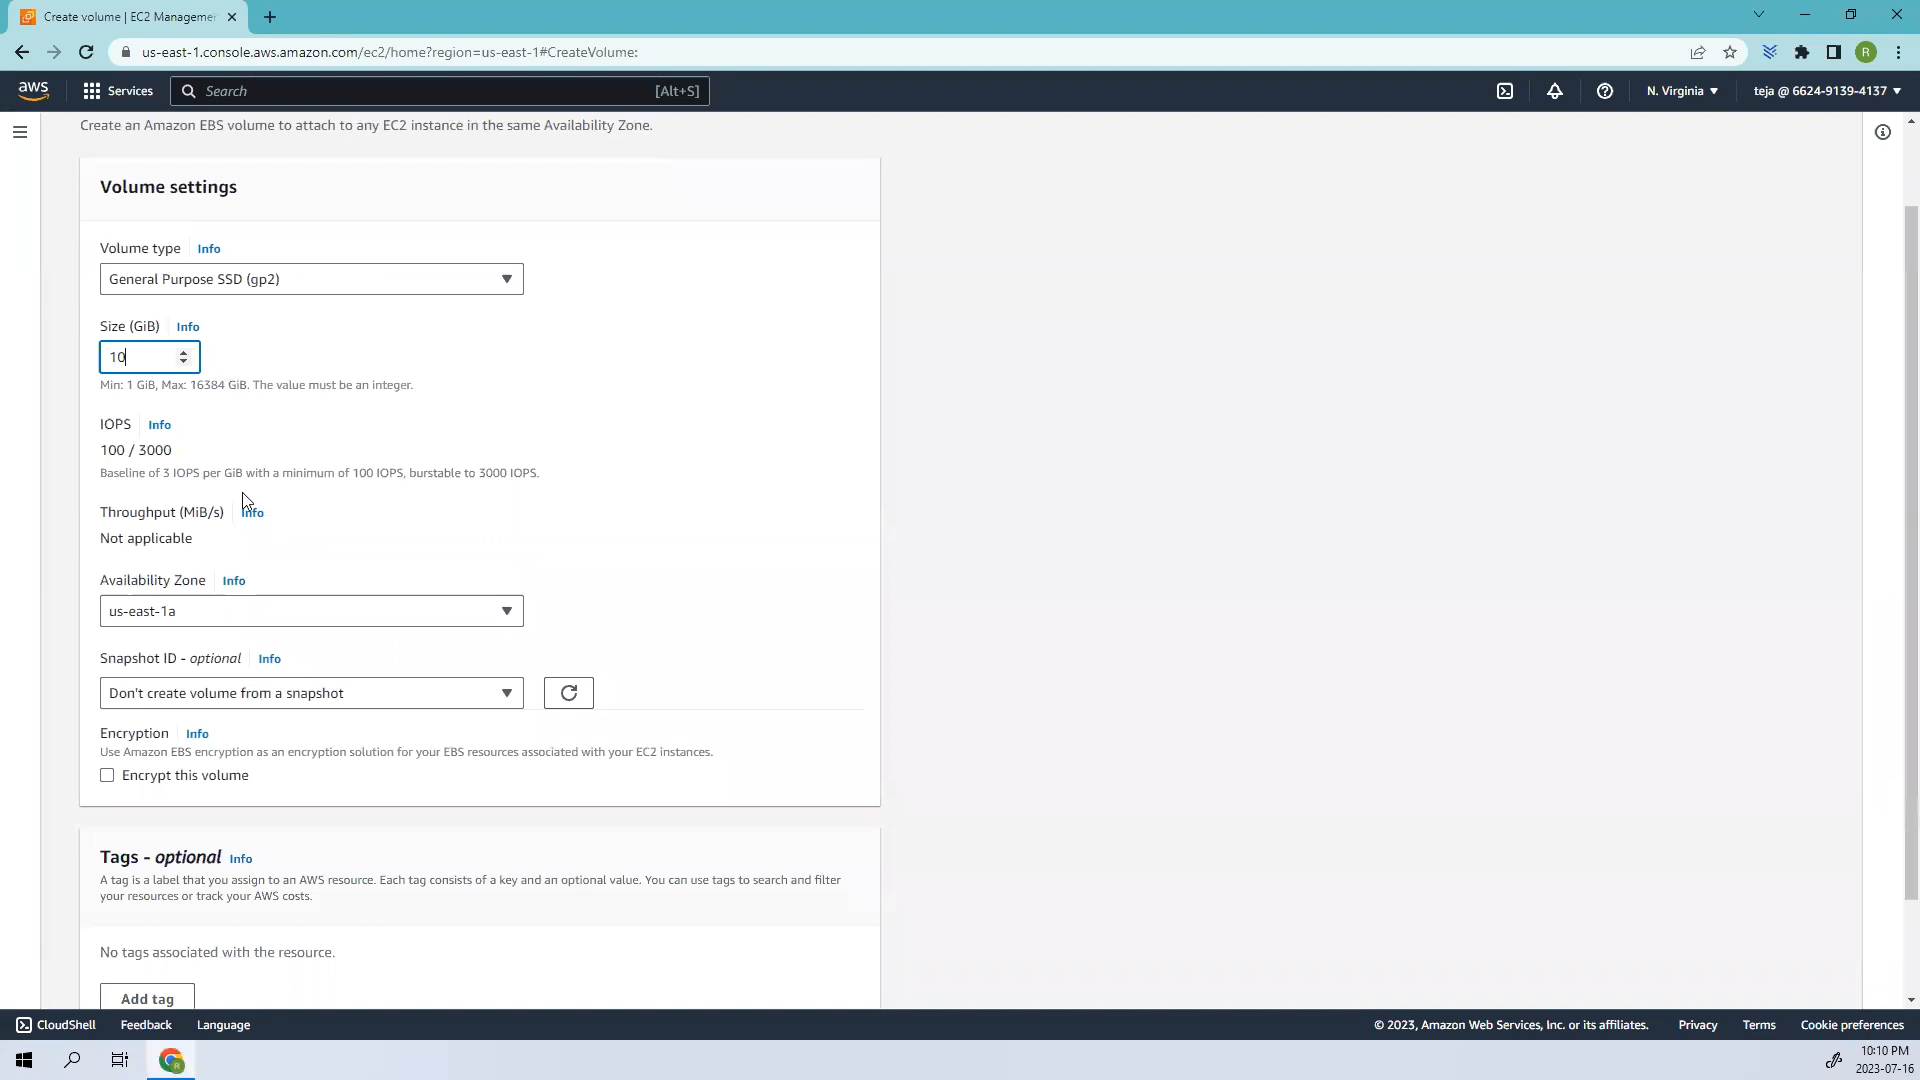 Create volume | EC2 Managemer
us-east-1.console.aws.amazon.com/ec2/home?region=us-east-1#CreateVolume:
R
aws
Services
Search
[Alt+S]
N. Virginia
teja @ 6624-9139-4137
Create an Amazon EBS volume to attach to any EC2 instance in the same Availability Zone.
Volume settings
Volume type Info
General Purpose SSD (gp2)
Size (GiB) Info
10
Min: 1 GiB, Max: 16384 GiB. The value must be an integer.
IOPS Info
100 / 3000
Baseline of 3 IOPS per GiB with a minimum of 100 IOPS, burstable to 3000 IOPS.
Throughput (MiB/s) Info
Not applicable
Availability Zone Info
us-east-1a
Snapshot ID - optional Info
Don't create volume from a snapshot
Encryption Info
Use Amazon EBS encryption as an encryption solution for your EBS resources associated with your EC2 instances.
Encrypt this volume
Tags - optional Info
A tag is a label that you assign to an AWS resource. Each tag consists of a key and an optional value. You can use tags to search and filter
your resources or track your AWS costs.
No tags associated with the resource.
Add tag
CloudShell
Feedback
Language
© 2023, Amazon Web Services, Inc. or its affiliates.
Privacy
Terms
Cookie preferences
R
10:10 PM
2023-07-16